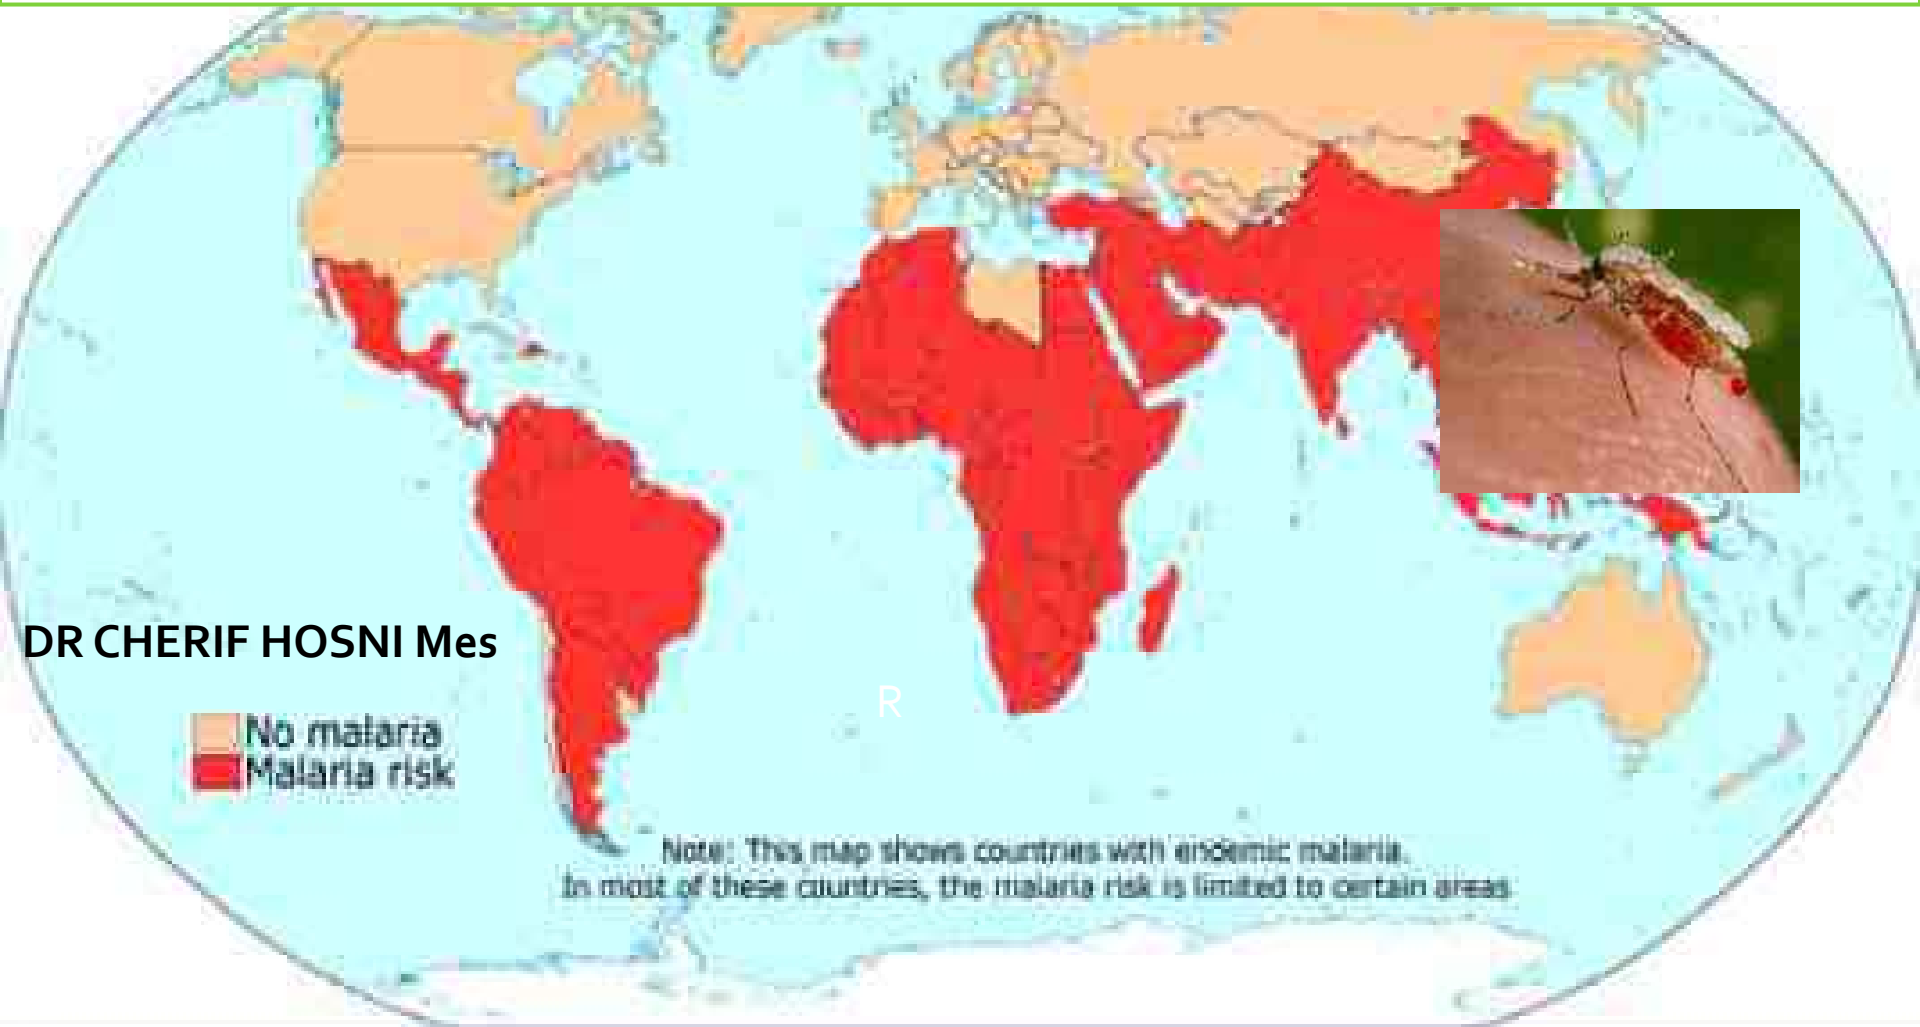 DR CHERIF HOSNI Mes
R
No malaria
Malaria risk
Note: This map shows countries with endemic malaria.
In most of these countries, the malaria risk is limited to certain areas